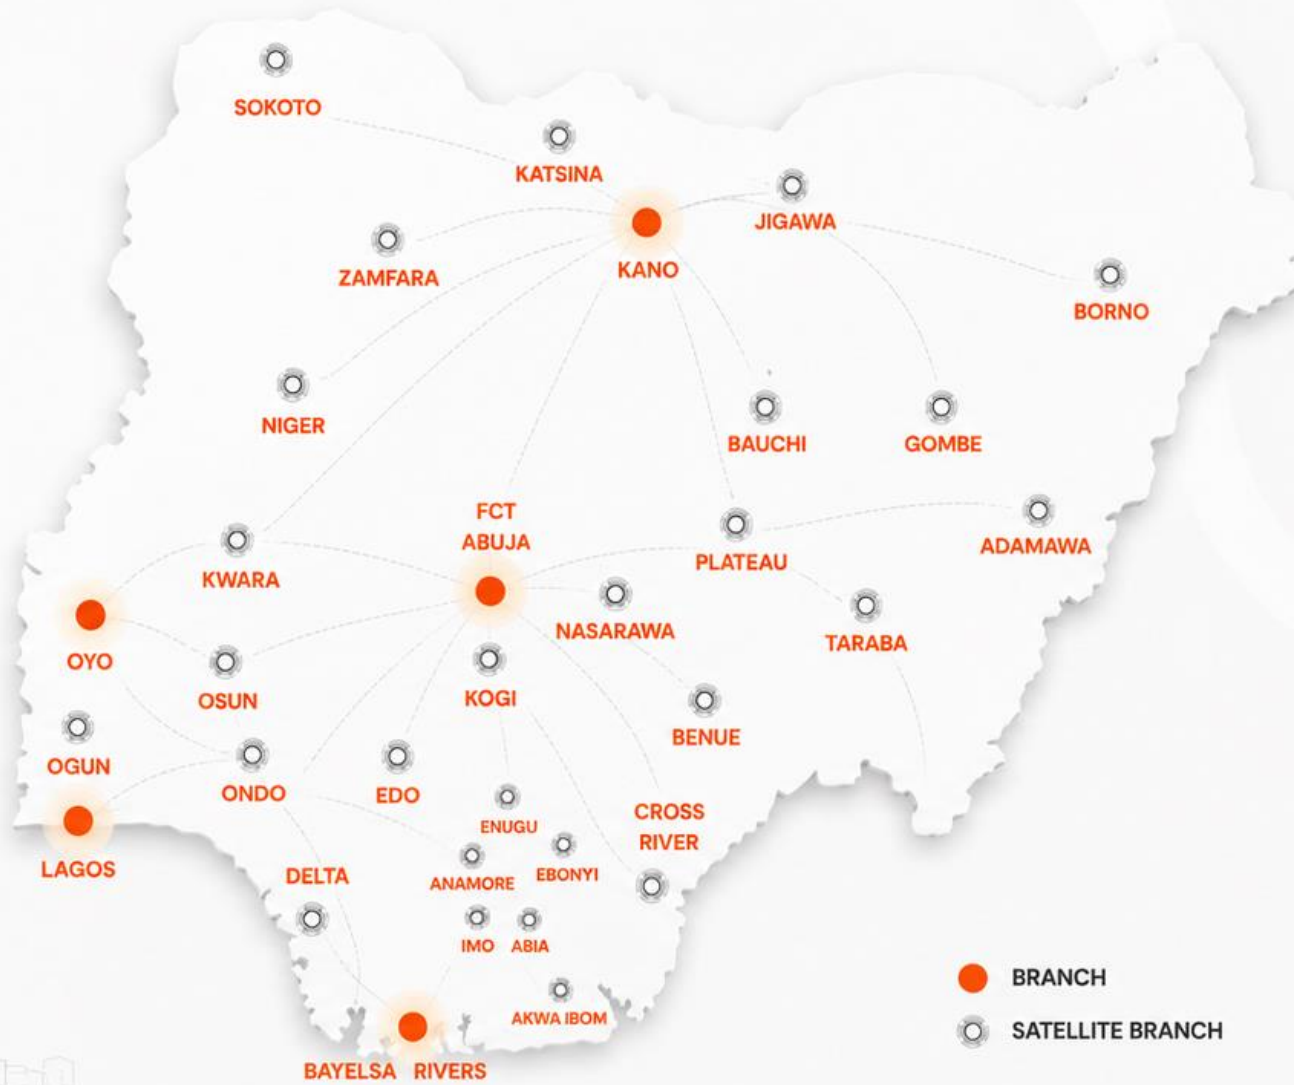 SOKOTO
KATSINA
JIGAWA
ZAMFARA
KANO
BORNO
NIGER
BAUCHI
GOMBE
FCT
ABUJA
ADAMAWA
PLATEAU
KWARA
NASARAWA
TARABA
OYO
OSUN
KOGI
BENUE
OGUN
ONDO
EDO
CROSS
RIVER
ENUGU
LAGOS
DELTA
ANAMORE
EBONYI
IMO
ABIA
AKWA IBOM
BAYELSA
RIVERS
BRANCH
SATELLITE BRANCH